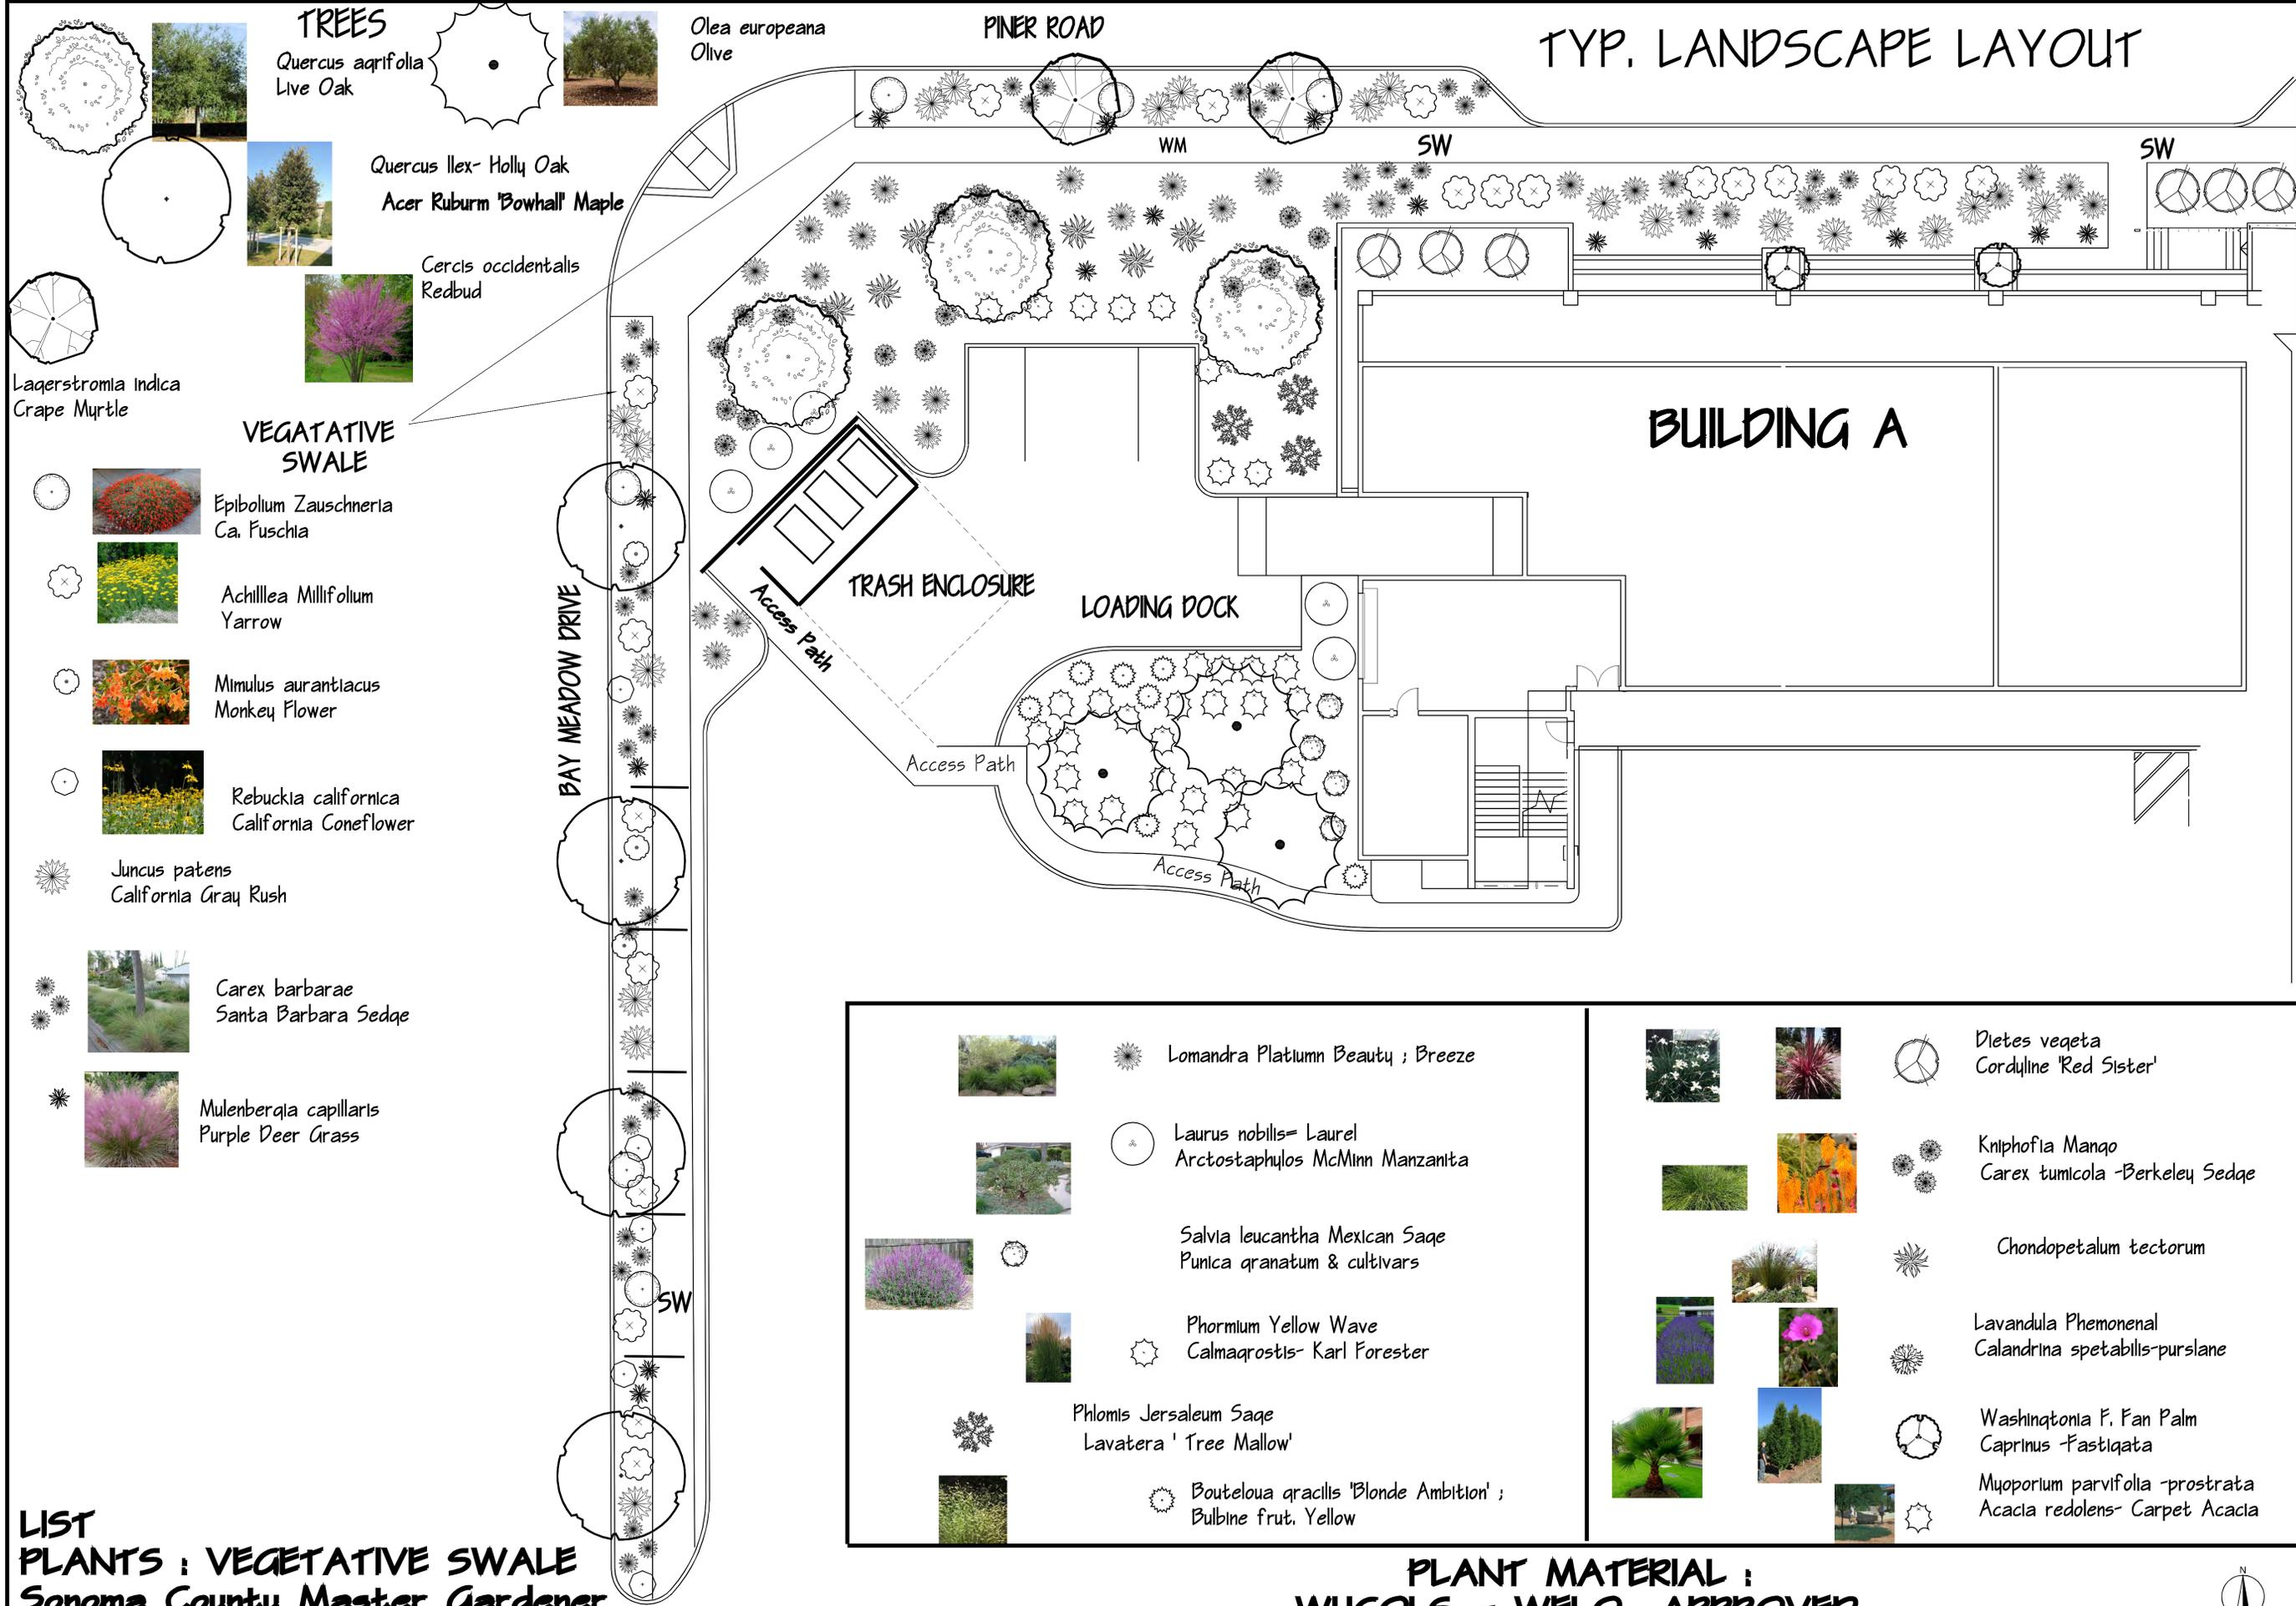 TREES
Quercus agrifolia
Live Oak
Olea europeana
Olive
PINER ROAD
TYP. LANDSCAPE LAYOUT
Quercus Ilex- Holly Oak
Acer Ruburm 'Bowhall' Maple
Cercis occidentalis
Redbud
Lagerstromia indica
Crape Myrtle
WM
SW
SW
VEGATATIVE
SWALE
Epibolium Zauschneria
Ca. Fuschia
Achilllea Millifolium
Yarrow
Mimulus aurantiacus
Monkey Flower
Rebuckia californica
California Coneflower
Juncus patens
California Gray Rush
Carex barbarae
Santa Barbara Sedge
Mulenbergia capillaris
Purple Deer Grass
BAY MEADOW DRIVE
BUILDING A
TRASH ENCLOSURE
Access Path
LOADING DOCK
Access Path
Access Path
SW
Lomandra Platiumn Beauty ; Breeze
Laurus nobilis= Laurel
Arctostaphylos McMinn Manzanita
Salvia leucantha Mexican Sage
Punica granatum & cultivars
Phormium Yellow Wave
Calmagrostis- Karl Forester
Phlomis Jersaleum Sage
Lavatera ' Tree Mallow'
Bouteloua gracilis 'Blonde Ambition' ;
Bulbine frut. Yellow
Dietes vegeta
Cordyline 'Red Sister'
Kniphofia Mango
Carex tumicola -Berkeley Sedge
Chondopetalum tectorum
Lavandula Phemonenal
Calandrina spetabilis-purslane
Washingtonia F. Fan Palm
Caprinus -Fastigata
Myoporium parvifolia -prostrata
Acacia redolens- Carpet Acacia
LIST
PLANTS : VEGETATIVE SWALE
Sonoma County Master Gardener
PLANT MATERIAL :
N